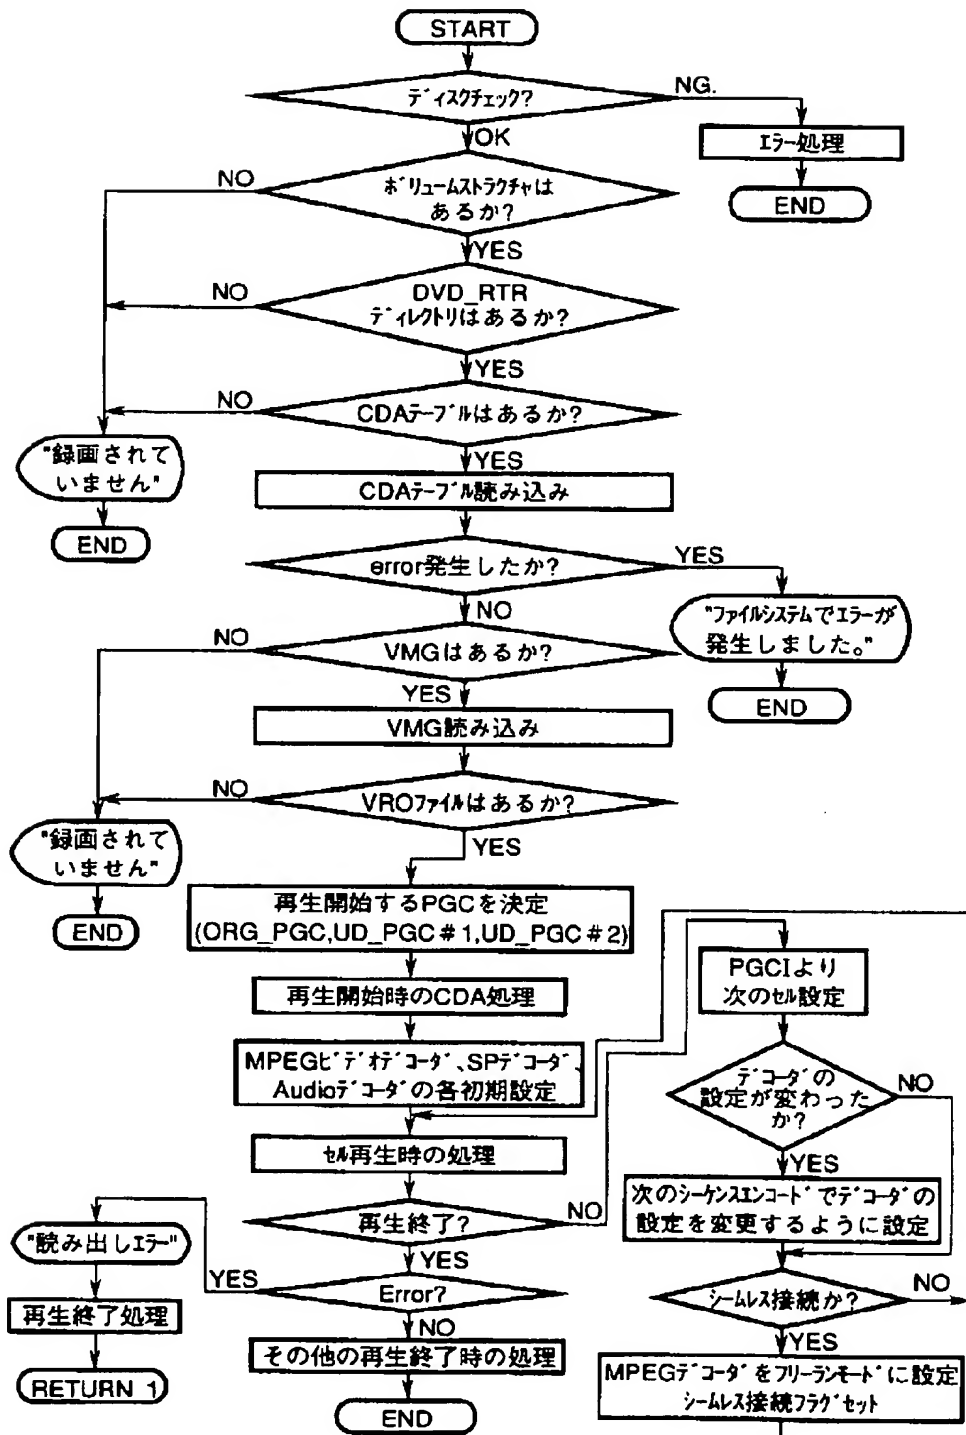 START
ディスクチェック?
NG.
エラー処理
END
OK
ボリュームストラクチャは
あるか?
NO
YES
DVD_RTR
ディレクトリはあるか?
NO
YES
CDAテーブルはあるか?
NO
"録画されて
いません"
END
YES
CDAテーブル読み込み
error発生したか?
YES
"ファイルシステムでエラーが
発生しました。"
END
NO
VMGはあるか?
NO
YES
VMG読み込み
VROファイルはあるか?
NO
"録画されて
いません"
END
YES
再生開始するPGCを決定
(ORG_PGC,UD_PGC#1,UD_PGC#2)
再生開始時のCDA処理
MPEGビデオデコーダ、SPデコーダ、
Audioデコーダの各初期設定
セル再生時の処理
再生終了?
NO
YES
Error?
YES
"読み出しエラー"
再生終了処理
RETURN 1
NO
その他の再生終了時の処理
END
PGCIより
次のセル設定
デコーダの
設定が変わった
か?
NO
YES
次のシーケンスエンコードでデコーダの
設定を変更するように設定
シームレス接続か?
NO
YES
MPEGデコーダをフリーランモードに設定
シームレス接続フラグセット